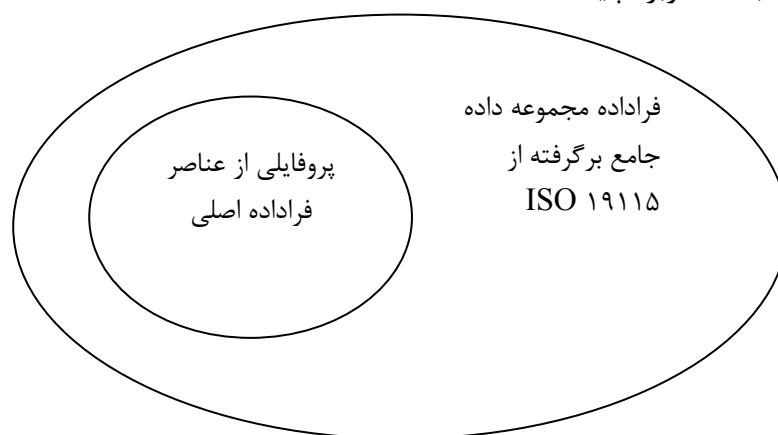 فراداده مجموعه داده
جامع برگرفته از
ISO ۱۹۱۱۵
پروفایلی از عناصر
فراداده اصلی